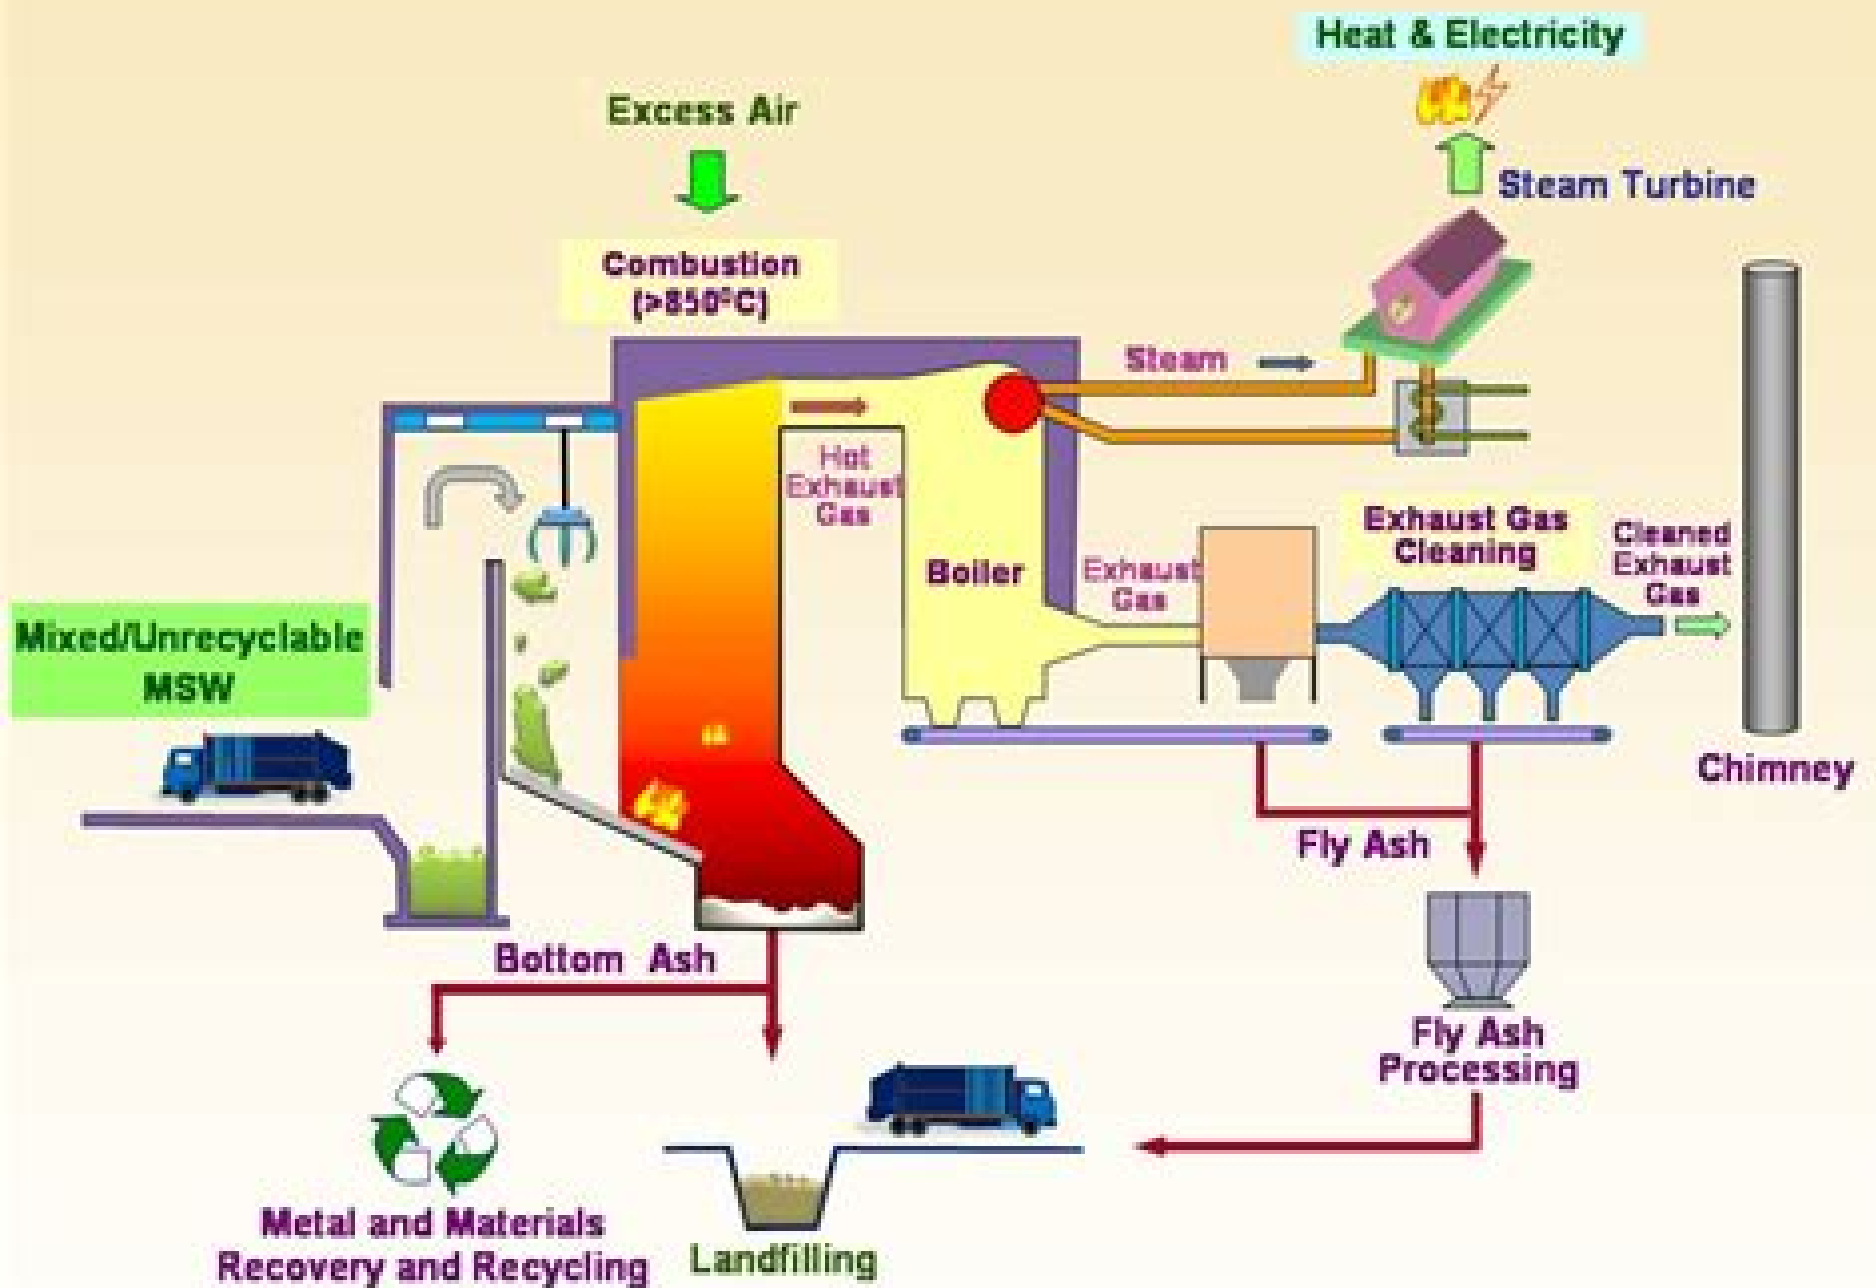 Heat & Electricity
Excess Air
Steam Turbine
Combustion
(>850ºC)
Steam
Hot
Exhaust
Gas
Exhaust Gas
Cleaning
Cleaned
Exhaust
Gas
Boiler
Exhaust
Gas
Mixed/Unrecyclable
MSW
Chimney
Fly Ash
Bottom Ash
Fly Ash
Processing
Metal and Materials
Recovery and Recycling
Landfilling